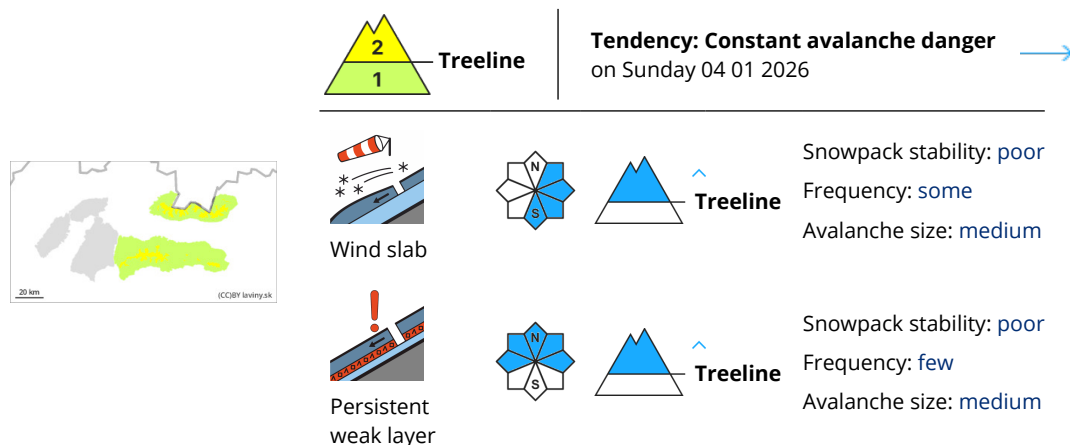 2
Treeline
1
Tendency: Constant avalanche danger
on Sunday 04 01 2026
20 km
(CC)BY laviny.sk
Wind slab
N
S
Treeline
Snowpack stability: poor
Frequency: some
Avalanche size: medium
Persistent
weak layer
N
S
Treeline
Snowpack stability: poor
Frequency: few
Avalanche size: medium